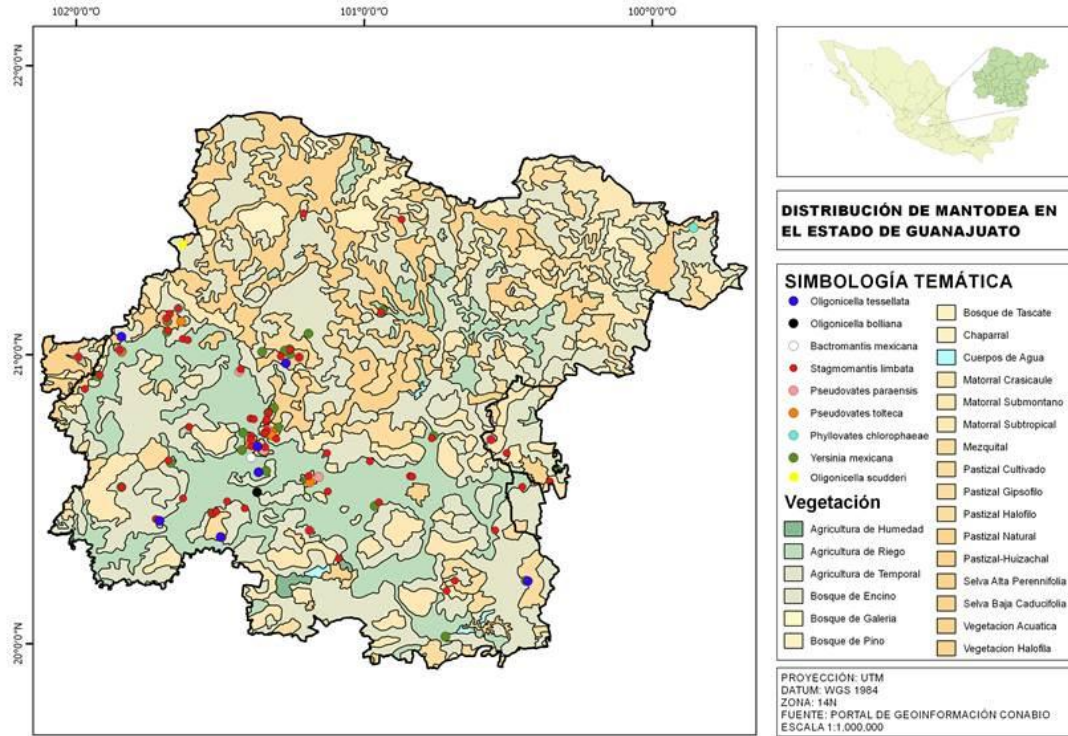 102°0'0"O
101°0'0"O
100°0'0"O
22°0'0"N
21°0'0"N
20°0'0"N
DISTRIBUCIÓN DE MANTODEA EN
EL ESTADO DE GUANAJUATO
SIMBOLOGÍA TEMÁTICA
Oligonicella tessellata
Oligonicella bolliana
Bactromantis mexicana
Stagmomantis limbata
Pseudovates paraensis
Pseudovates tolteca
Phyllovates chlorophaeae
Yersinia mexicana
Oligonicella scudderi
Vegetación
Agricultura de Humedad
Agricultura de Riego
Agricultura de Temporal
Bosque de Encino
Bosque de Galeria
Bosque de Pino
Bosque de Tascate
Chaparral
Cuerpos de Agua
Matorral Crasicaule
Matorral Submontano
Matorral Subtropical
Mezquital
Pastizal Cultivado
Pastizal Gipsofilo
Pastizal Halofilo
Pastizal Natural
Pastizal-Huizachal
Selva Alta Perennifolia
Selva Baja Caducifolia
Vegetacion Acuatica
Vegetacion Halofila
PROYECCIÓN: UTM
DATUM: WGS 1984
ZONA: 14N
FUENTE: PORTAL DE GEOINFORMACIÓN CONABIO
ESCALA 1:1,000,000